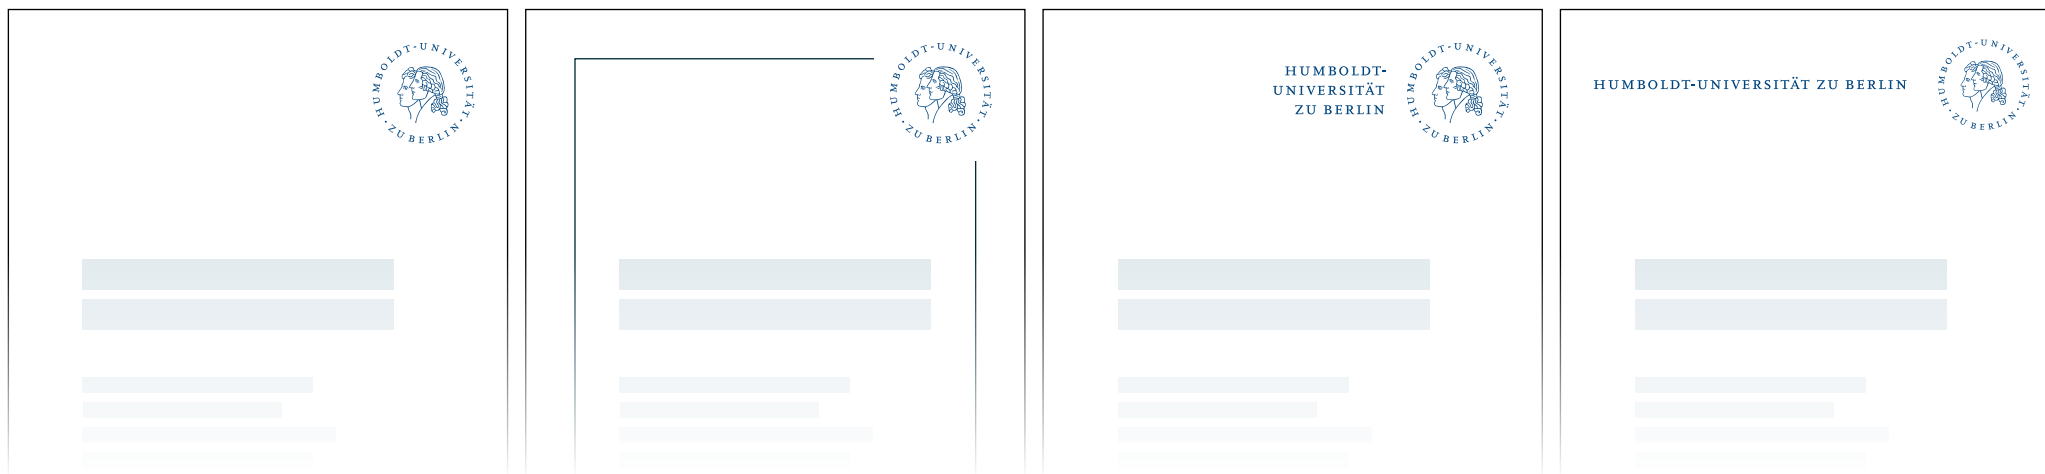 HUMBOLDT-UNIVERSITÄT · ZU BERLIN ·
HUMBOLDT-UNIVERSITÄT · ZU BERLIN ·
HUMBOLDT-
UNIVERSITÄT
ZU BERLIN
HUMBOLDT-UNIVERSITÄT · ZU BERLIN ·
HUMBOLDT-UNIVERSITÄT ZU BERLIN
HUMBOLDT-UNIVERSITÄT · ZU BERLIN ·